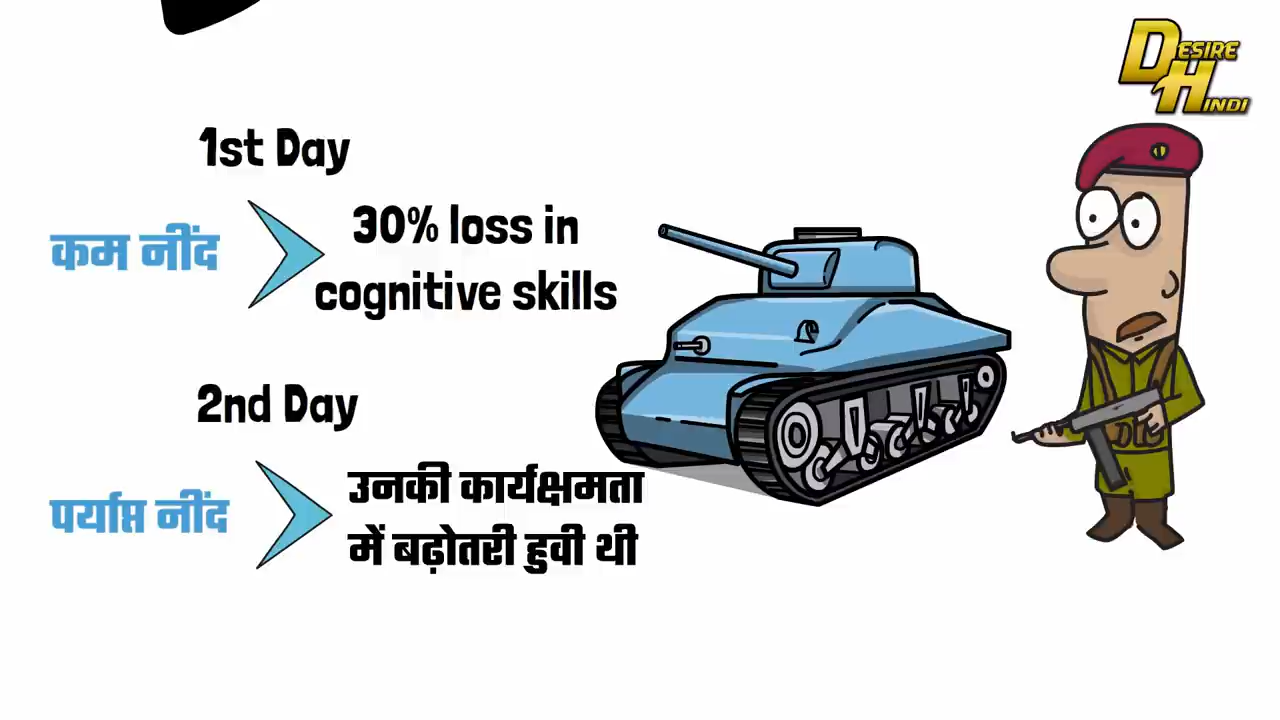 DESIRE
HINDI
1st Day
कम नींद
30% loss in
cognitive skills
2nd Day
पर्याप्त नींद
उनकी कार्यक्षमता
में बढ़ोतरी हुवी थी